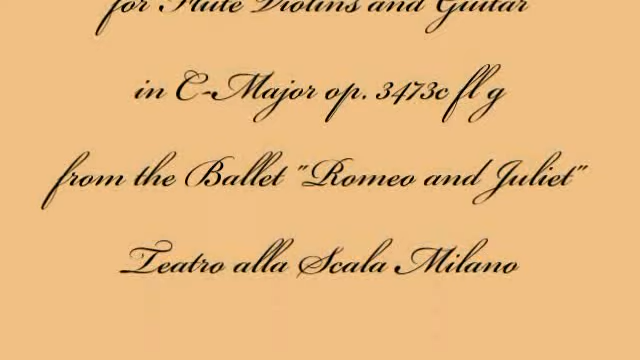 for Flute Violins and Guitar
in C-Major op. 3473c fl g
from the Ballet "Romeo and Juliet"
Teatro alla Scala Milano